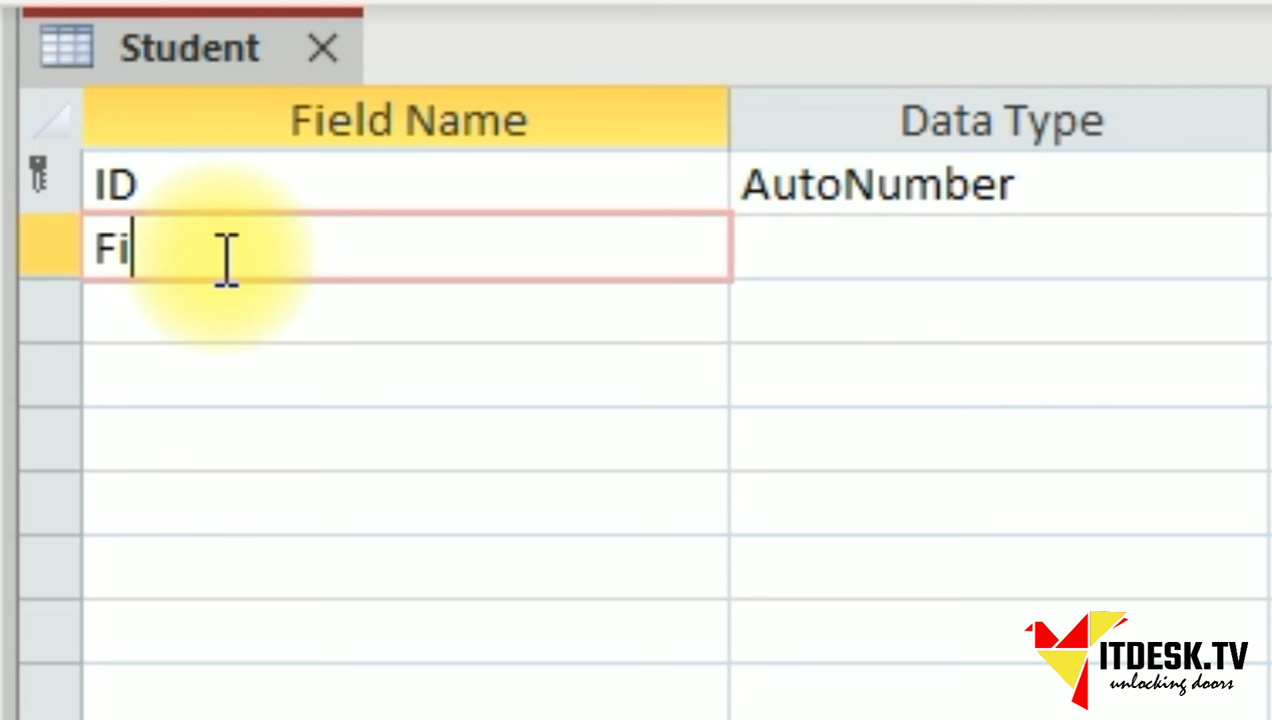 Student
Field Name Data Type
ID AutoNumber
Fi
ITDESK.TV
unlocking doors